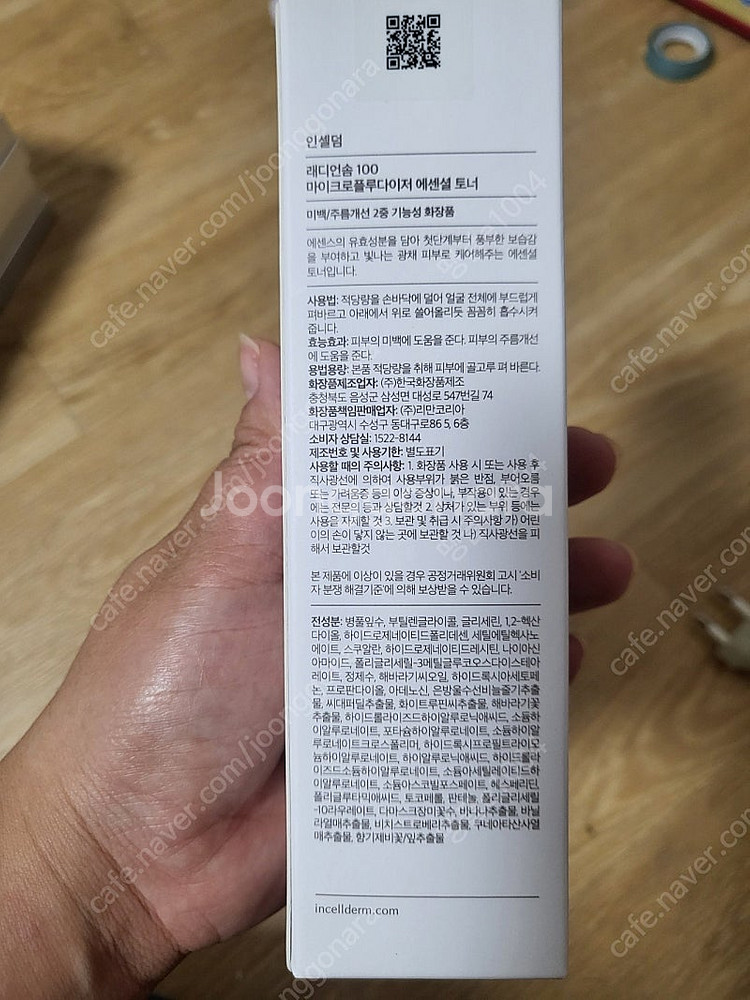 인셀덤
래디언솜 100
마이크로플루다이저 에센셜 토너
미백/주름개선 2중 기능성 화장품
에센스의 유효성분을 담아 첫단계부터 풍부한 보습감
을 부여하고 빛나는 광채 피부로 케어해주는 에센셜
토너입니다.
사용법: 적당량을 손바닥에 덜어 얼굴 전체에 부드럽게
펴바르고 아래에서 위로 쓸어올리듯 꼼꼼히 흡수시켜
줍니다.
효능효과: 피부의 미백에 도움을 준다. 피부의 주름개선
에 도움을 준다.
용법용량: 본품 적당량을 취해 피부에 골고루 펴 바른다.
화장품제조업자: (주)한국화장품제조
충청북도 음성군 삼성면 대성로 547번길 74
화장품책임판매업자: (주)리만코리아
대구광역시 수성구 동대구로86 5, 6층
소비자 상담실: 1522-8144
제조번호 및 사용기한: 별도표기
사용할 때의 주의사항: 1. 화장품 사용 시 또는 사용 후
직사광선에 의하여 사용부위가 붉은 반점, 부어오름
또는 가려움증 등의 이상 증상이나, 부작용이 있는 경우
에는 전문의 등과 상담할것 2. 상처가 있는 부위 등에는
사용을 자제할 것 3. 보관 및 취급 시 주의사항 가) 어린
이의 손이 닿지 않는 곳에 보관할 것 나) 직사광선을 피
해서 보관할것
본 제품에 이상이 있을 경우 공정거래위원회 고시 '소비
자 분쟁 해결기준'에 의해 보상받을 수 있습니다.
전성분: 병풀잎수, 부틸렌글라이콜, 글리세린, 1,2-헥산
다이올, 하이드로제네이티드폴리데센, 세틸에틸헥사노
에이트, 스쿠알란, 하이드로제네이티드레시틴, 나이아신
아마이드, 폴리글리세릴-3메틸글루코오스다이스테아
레이트, 정제수, 해바라기씨오일, 하이드록시아세토페
논, 프로판다이올, 아데노신, 은방울수선비늘줄기추출
물, 씨대패딜추출물, 화이트루핀씨추출물, 해바라기꽃
추출물, 하이드롤라이즈드하이알루로닉애씨드, 소듐하
이알루로네이트, 포타슘하이알루로네이트, 소듐하이알
루로네이트크로스폴리머, 하이드록시프로필트라이모
늄하이알루로네이트, 하이알루로닉애씨드, 하이드롤라
이즈드소듐하이알루로네이트, 소듐아세틸레이티드하
이알루로네이트, 소듐아스코빌포스페이트, 헤스페리딘,
폴리글루타믹애씨드, 토코페롤, 판테놀, 폴리글리세릴
-10라우레이트, 다마스크장미꽃수, 바나나추출물, 바닐
라열매추출물, 비치스트로베리추출물, 쿠네아타산사열
매추출물, 향기제비꽃/잎추출물
incellderm.com
cafe.naver.com/joonggonara